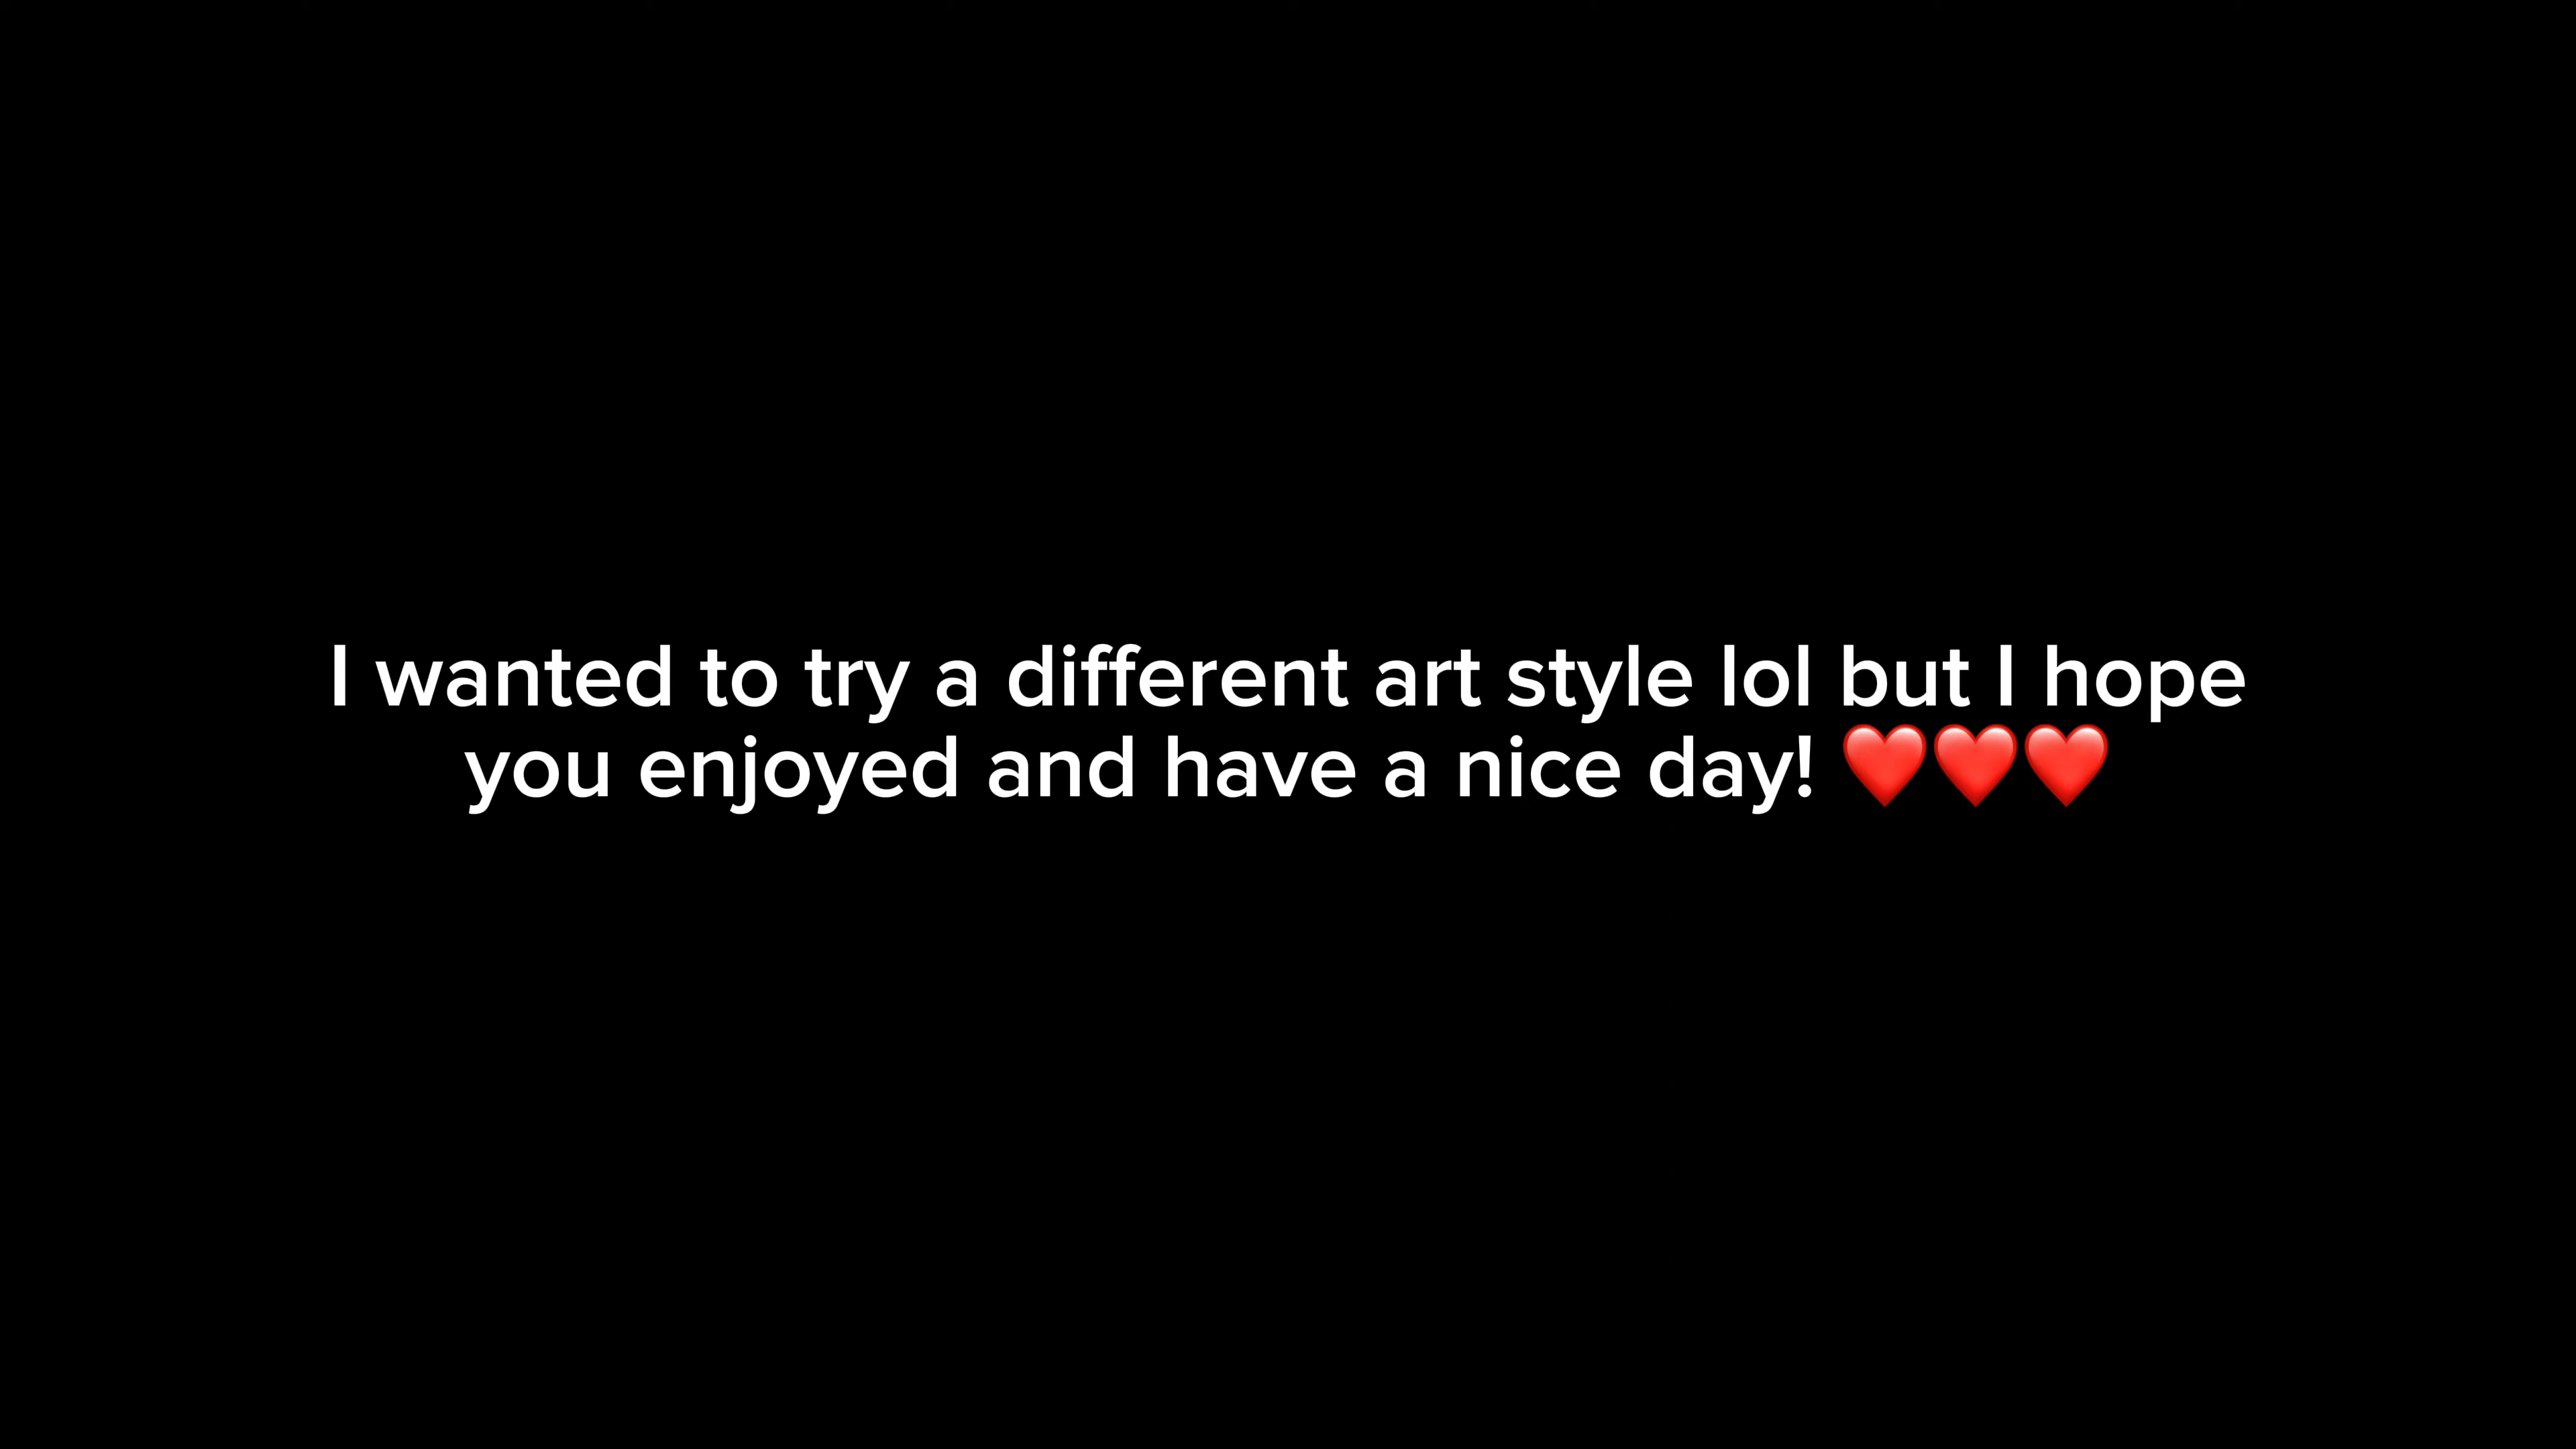 I wanted to try a different art style lol but I hope
you enjoyed and have a nice day! ❤️❤️❤️